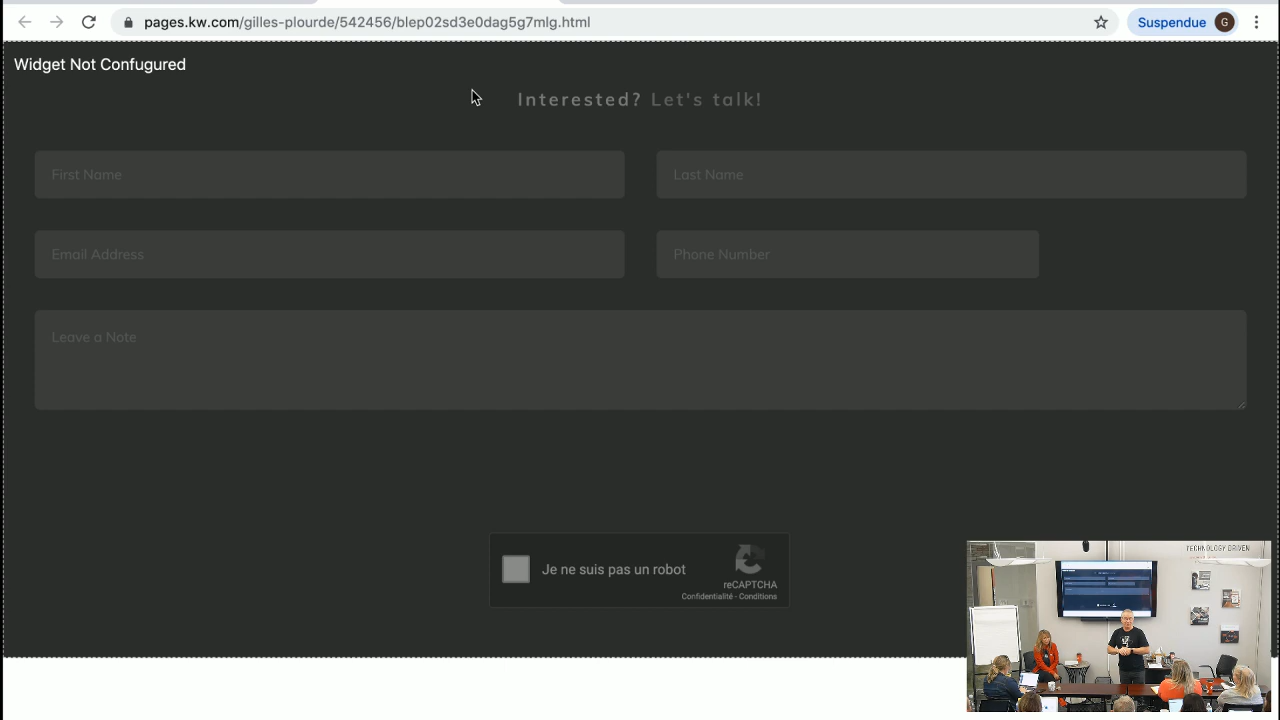 pages.kw.com/gilles-plourde/542456/blep02sd3e0dag5g7mlg.html
Suspendue
G
Widget Not Confugured
Interested? Let's talk!
First Name
Last Name
Email Address
Phone Number
Leave a Note
Je ne suis pas un robot
reCAPTCHA
Confidentialité - Conditions
TECHNOLOGY DRIVEN